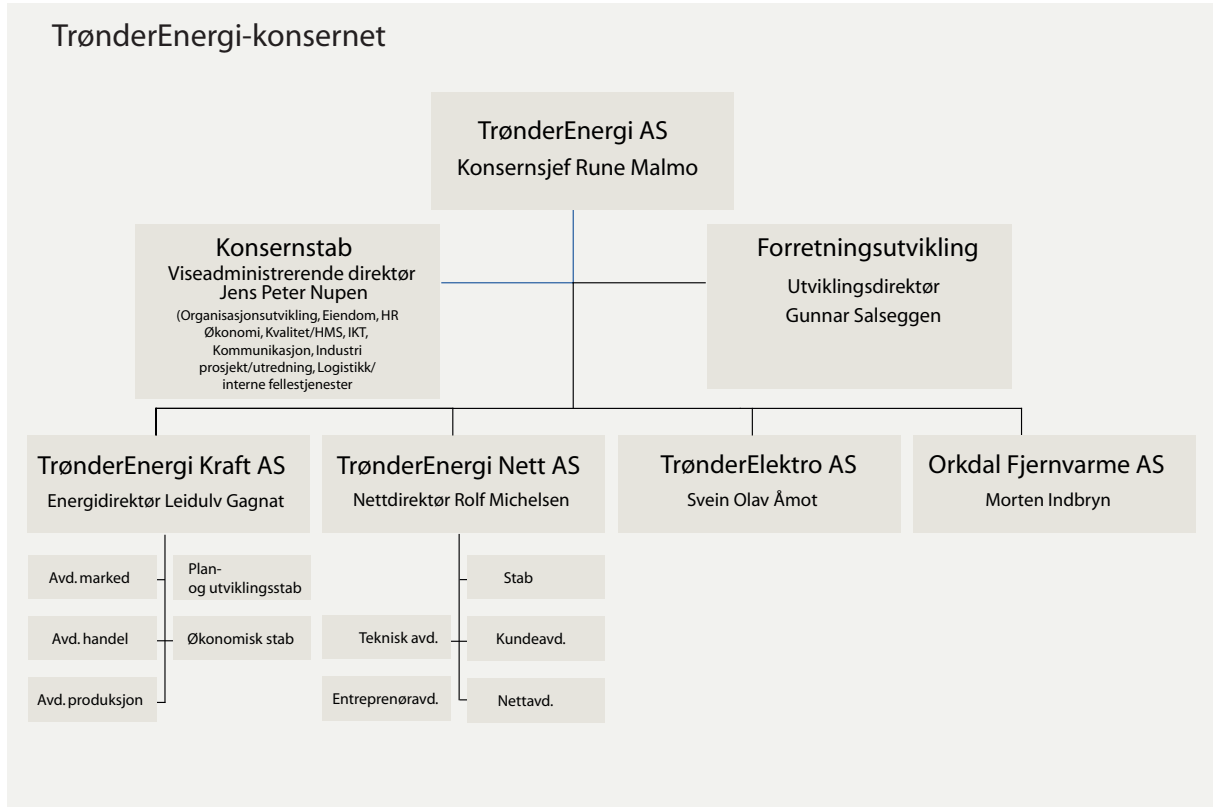 TrønderEnergi-konsernet
TrønderEnergi AS
Konsernsjef Rune Malmo
Konsernstab
Viseadministrerende direktør
Jens Peter Nupen
(Organisasjonsutvikling, Eiendom, HR
Økonomi, Kvalitet/HMS, IKT,
Kommunikasjon, Industri
prosjekt/utredning, Logistikk/
interne fellestjenester
Forretningsutvikling
Utviklingsdirektør
Gunnar Salseggen
TrønderEnergi Kraft AS
Energidirektør Leidulv Gagnat
TrønderEnergi Nett AS
Nettdirektør Rolf Michelsen
TrønderElektro AS
Svein Olav Åmot
Orkdal Fjernvarme AS
Morten Indbryn
Avd. marked
Plan-
og utviklingsstab
Avd. handel
Økonomisk stab
Avd. produksjon
Stab
Teknisk avd.
Kundeavd.
Entreprenøravd.
Nettavd.